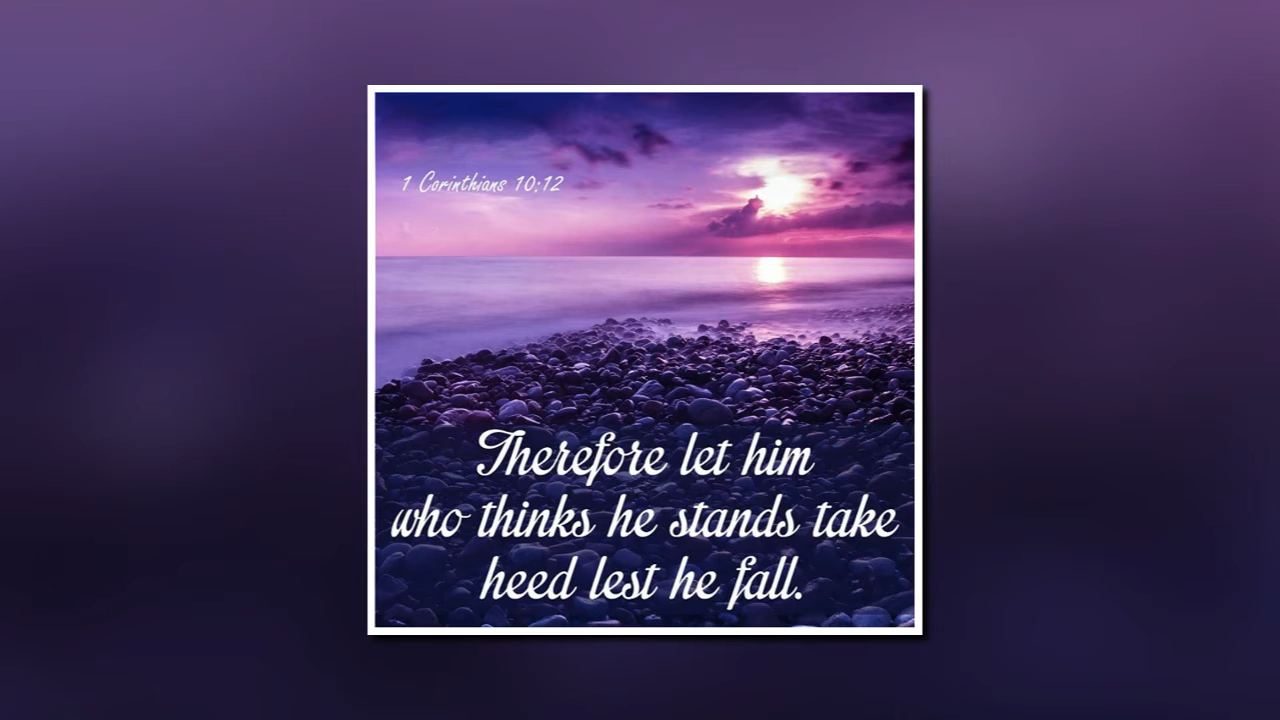 1 Corinthians 10:12
Therefore let him
who thinks he stands take
heed lest he fall.